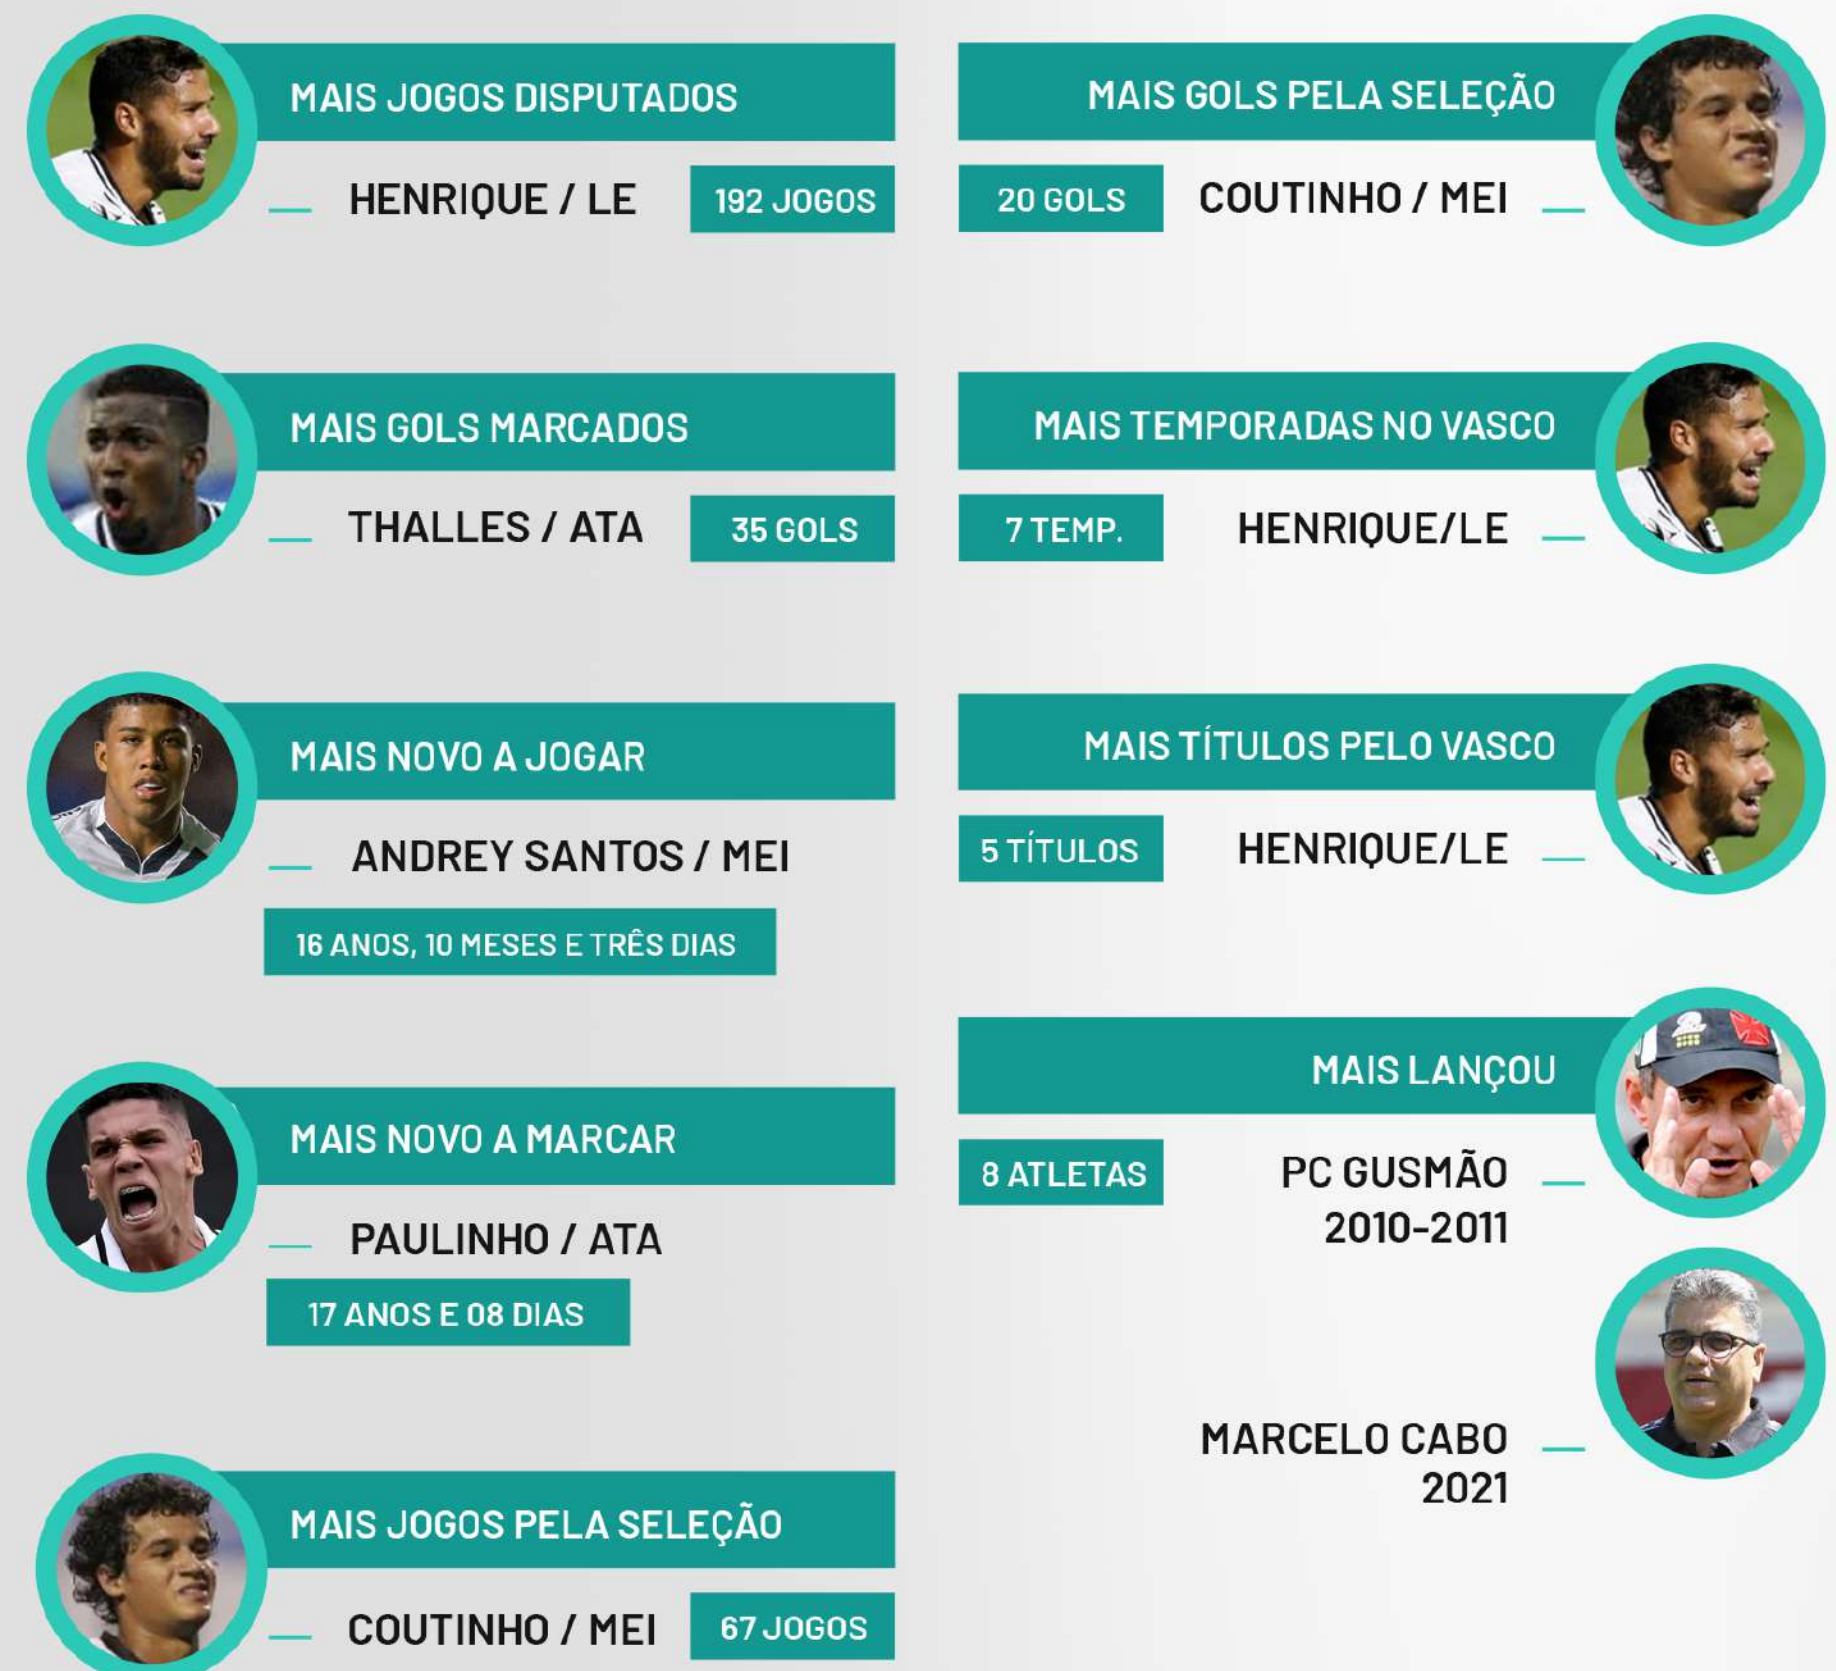 MAIS JOGOS DISPUTADOS
HENRIQUE / LE
192 JOGOS
MAIS GOLS MARCADOS
THALLES / ATA
35 GOLS
MAIS NOVO A JOGAR
ANDREY SANTOS / MEI
16 ANOS, 10 MESES E TRÊS DIAS
MAIS NOVO A MARCAR
PAULINHO / ATA
17 ANOS E 08 DIAS
MAIS JOGOS PELA SELEÇÃO
COUTINHO / MEI
67 JOGOS
MAIS GOLS PELA SELEÇÃO
20 GOLS
COUTINHO / MEI
MAIS TEMPORADAS NO VASCO
7 TEMP.
HENRIQUE/LE
MAIS TÍTULOS PELO VASCO
5 TÍTULOS
HENRIQUE/LE
MAIS LANÇOU
8 ATLETAS
PC GUSMÃO
2010-2011
MARCELO CABO
2021